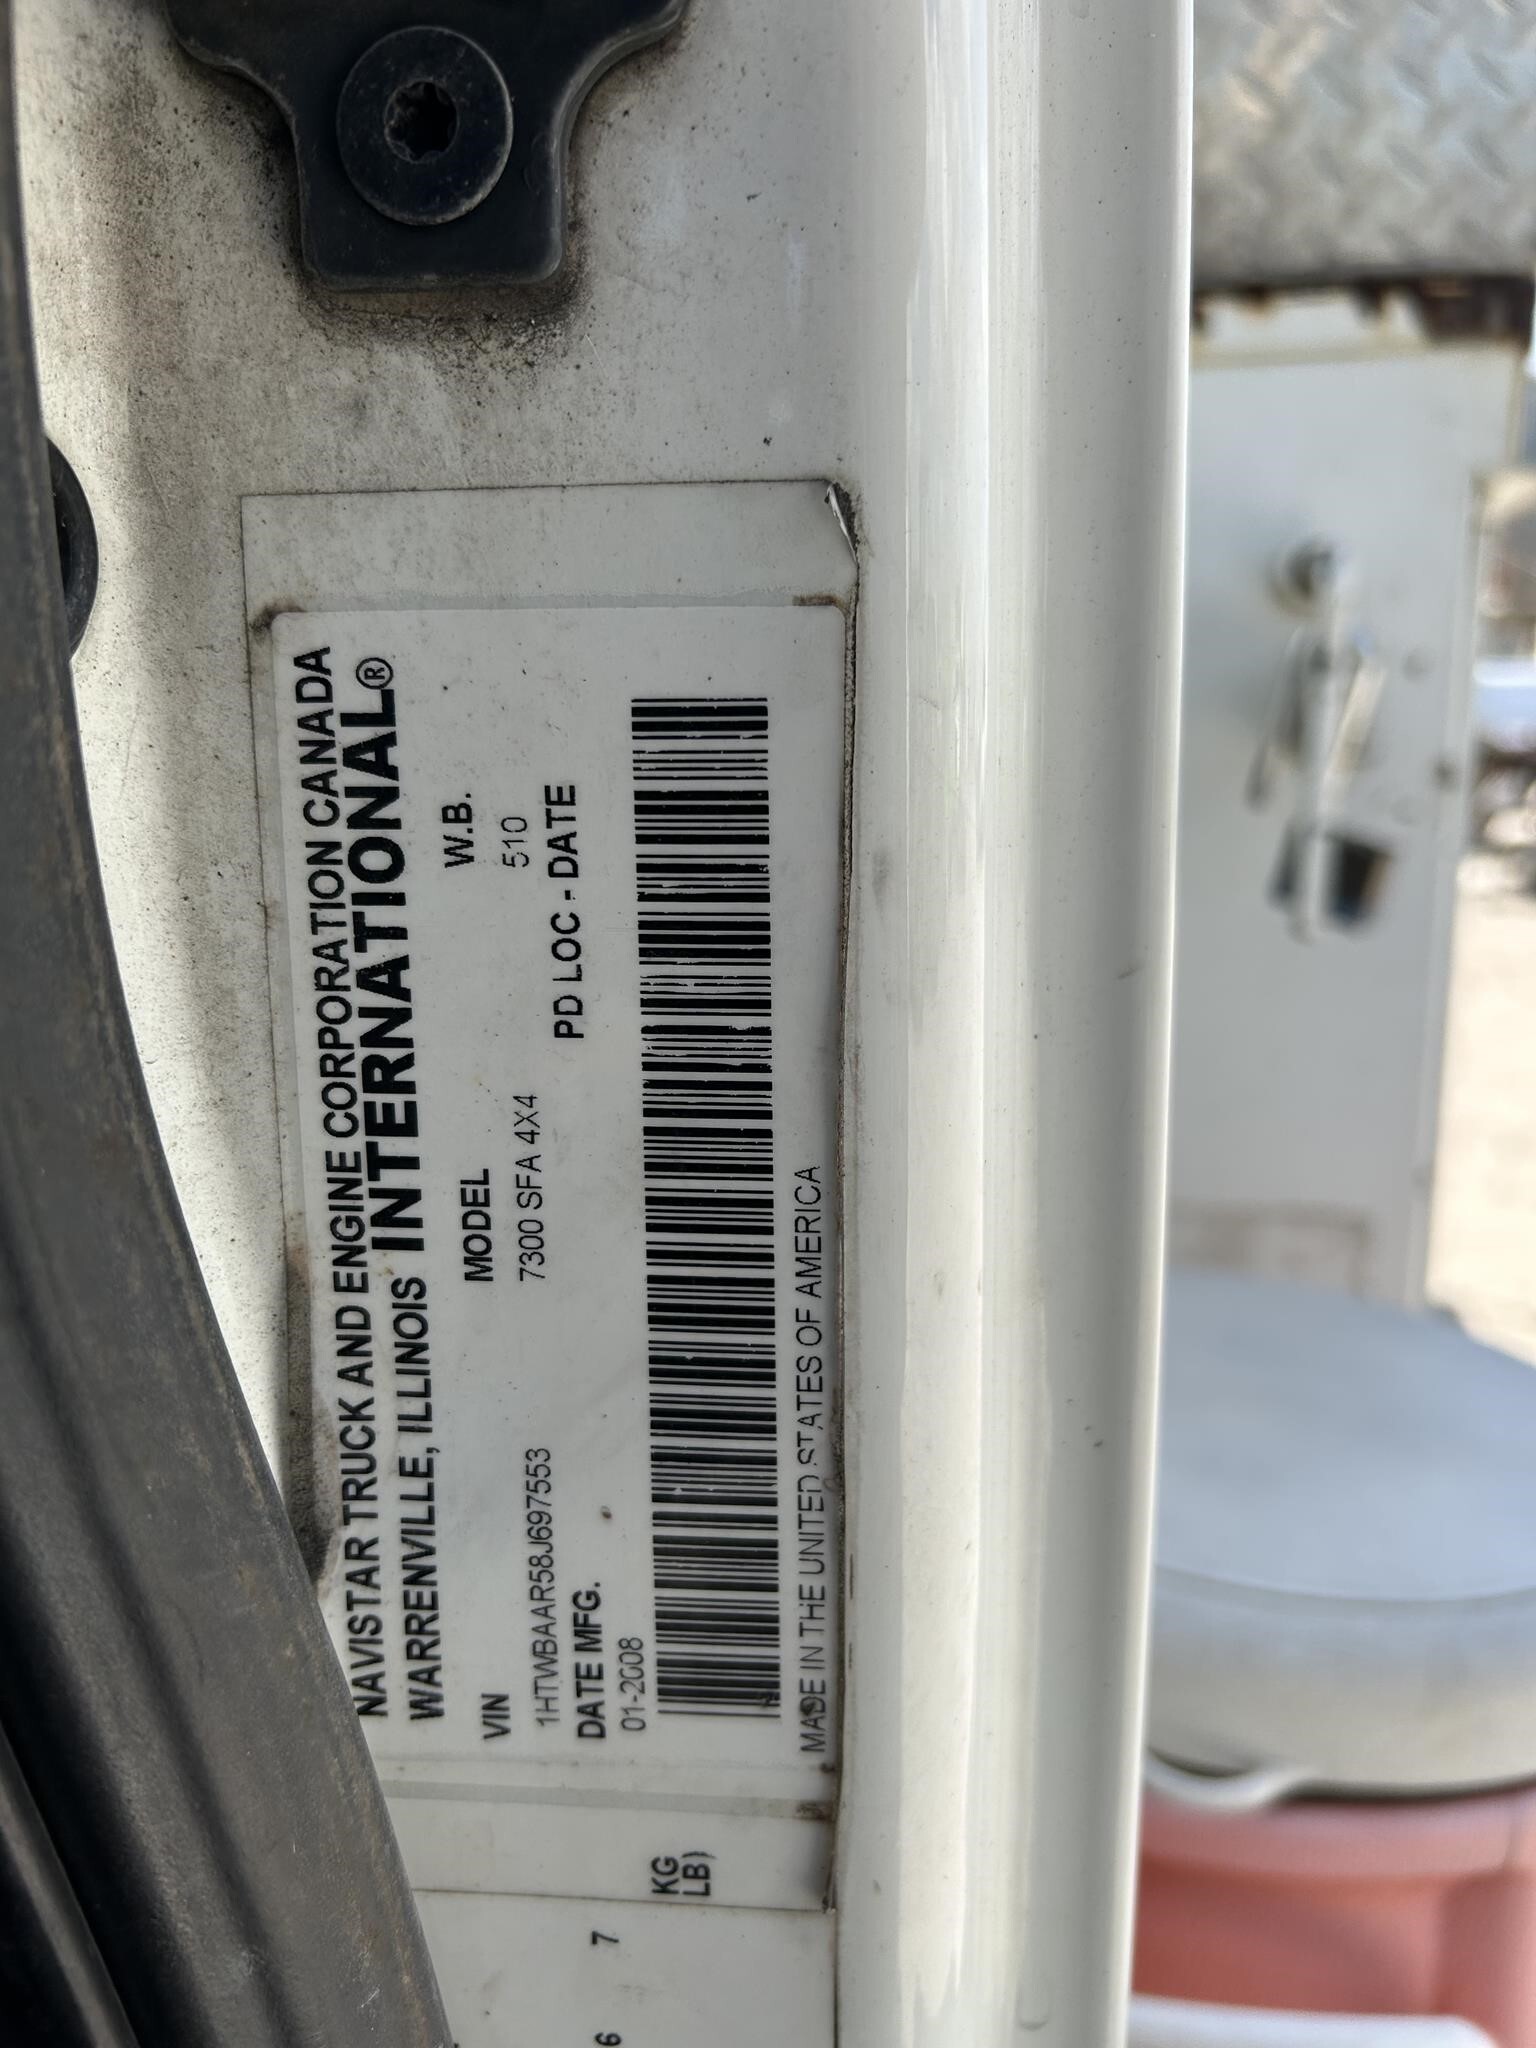 NAVISTAR TRUCK AND ENGINE CORPORATION CANADA
WARRENVILLE, ILLINOIS INTERNATIONAL®
VIN MODEL W.B.
1HTWBAAR58J697553 7300 SFA 4X4 510
DATE MFG. PD LOC - DATE
01-2008
MADE IN THE UNITED STATES OF AMERICA
KG
LB)
6 7